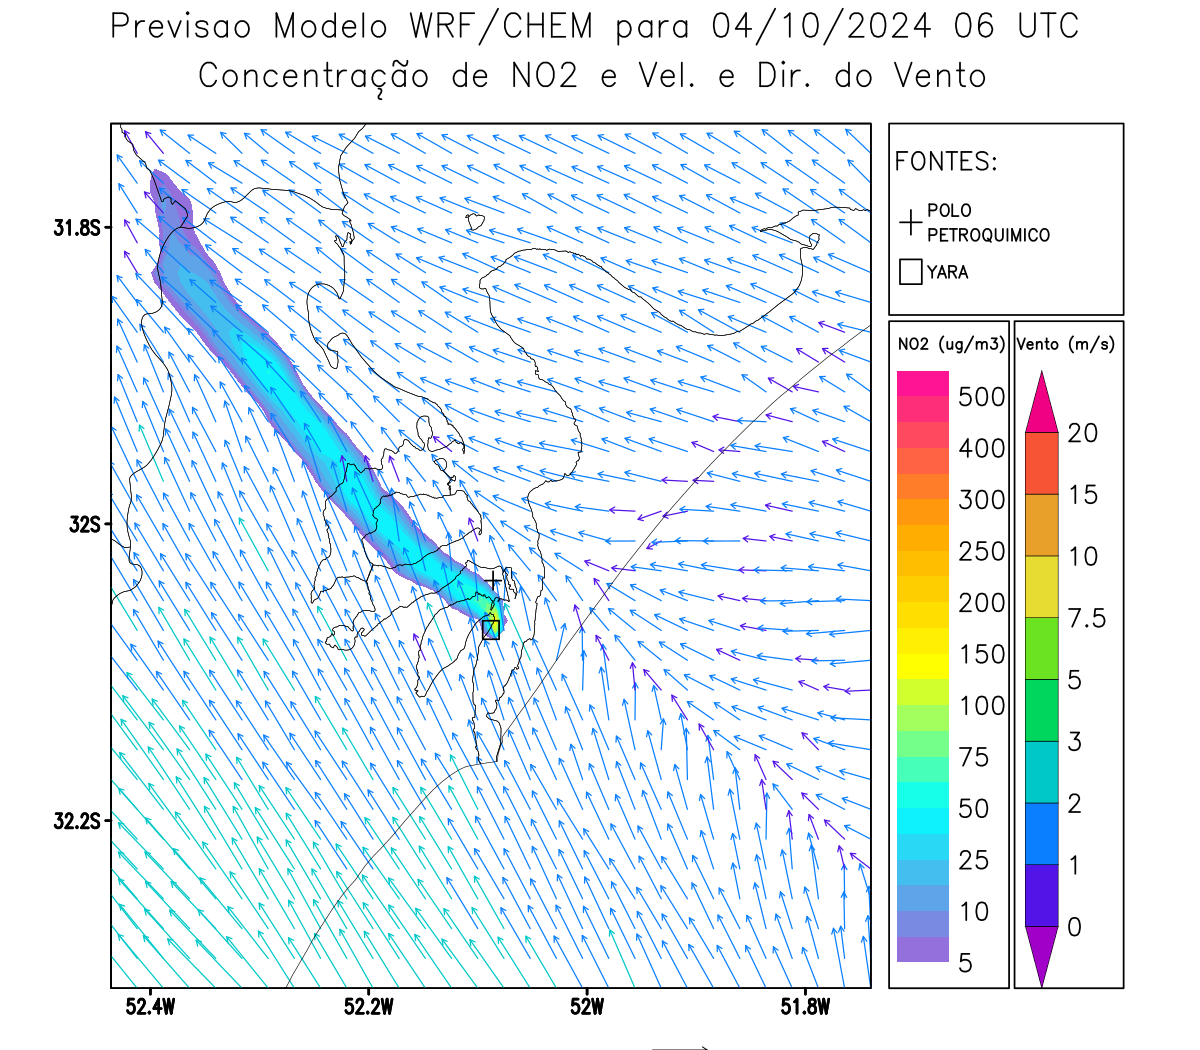 Previsao Modelo WRF/CHEM para 04/10/2024 06 UTC
Concentração de NO2 e Vel. e Dir. do Vento
FONTES:
POLO
PETROQUIMICO
YARA
NO2 (ug/m3)
500
400
300
250
200
150
100
75
50
25
10
5
Vento (m/s)
20
15
10
7.5
5
3
2
1
0
31.8S
32S
32.2S
52.4W
52.2W
52W
51.8W